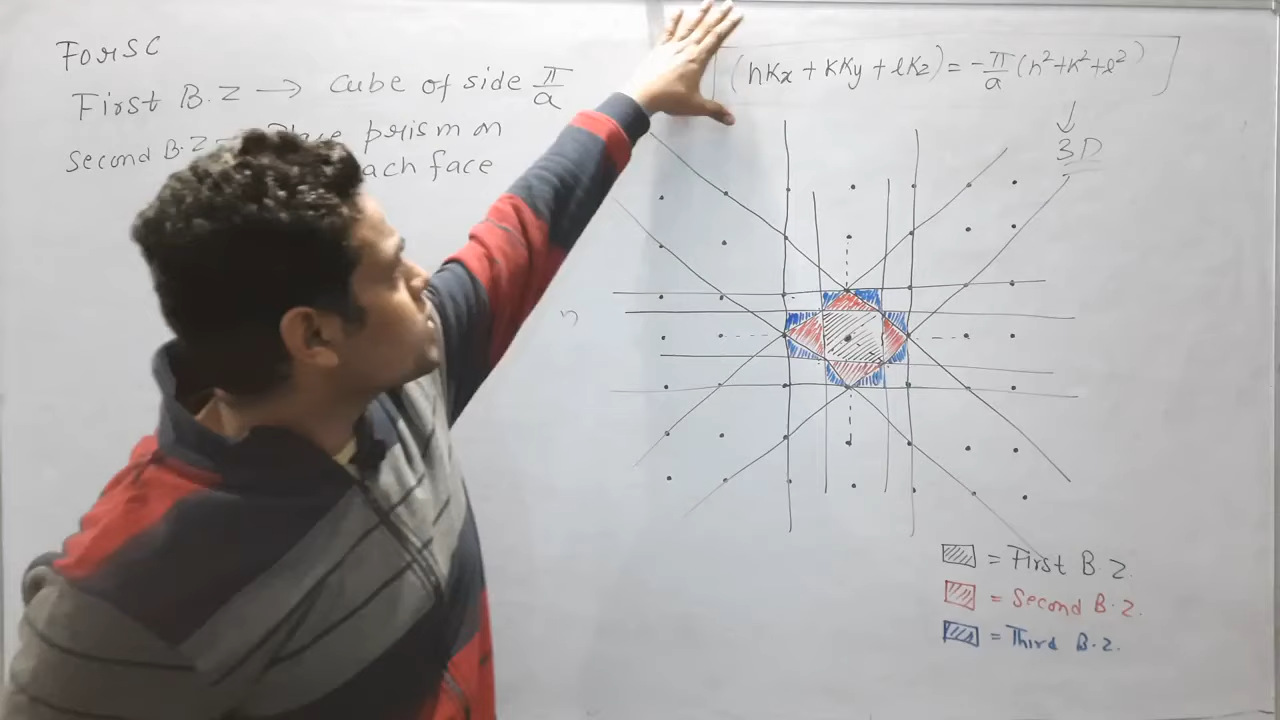 For SC
First B.Z → Cube of side π/a
Second B.Z prism on
ach face
(hKx + KKy + lKz) = -π/a (h²+k²+l²)
↓
3D
n
= First B.Z.
= Second B.Z.
= Third B.Z.